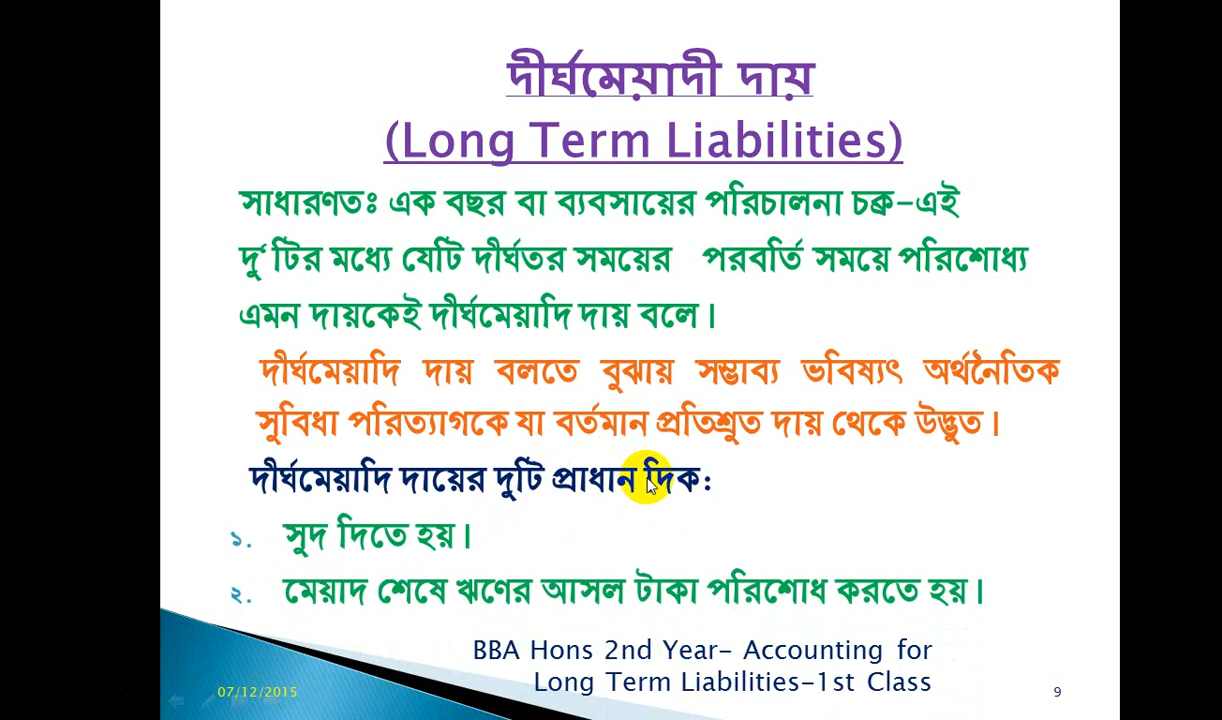 দীর্ঘমেয়াদী দায়
(Long Term Liabilities)
সাধারণতঃ এক বছর বা ব্যবসায়ের পরিচালনা চক্র-এই
দু‘টির মধ্যে যেটি দীর্ঘতর সময়ের পরবর্তি সময়ে পরিশোধ্য
এমন দায়কেই দীর্ঘমেয়াদি দায় বলে।
দীর্ঘমেয়াদি দায় বলতে বুঝায় সম্ভাব্য ভবিষ্যৎ অর্থনৈতিক
সুবিধা পরিত্যাগকে যা বর্তমান প্রতিশ্রুত দায় থেকে উদ্ভুত।
দীর্ঘমেয়াদি দায়ের দুটি প্রাধান দিক:
১. সুদ দিতে হয়।
২. মেয়াদ শেষে ঋণের আসল টাকা পরিশোধ করতে হয়।
BBA Hons 2nd Year- Accounting for
Long Term Liabilities-1st Class
07/12/2015
9